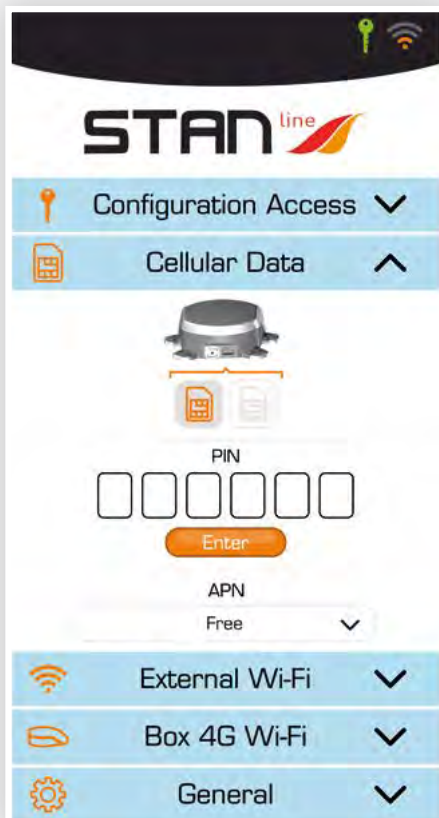 STAN line
Configuration Access
Cellular Data
PIN
Enter
APN
Free
External Wi-Fi
Box 4G Wi-Fi
General